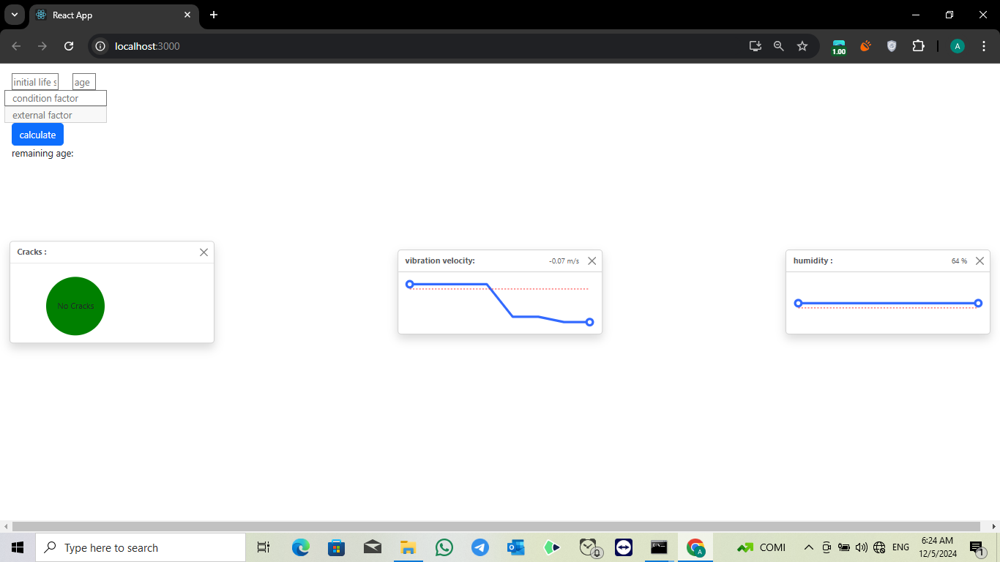 React App
localhost:3000
1.00
A
initial life s
age
condition factor
external factor
calculate
remaining age:
Cracks :
No Cracks
vibration velocity:
-0.07 m/s
humidity :
64 %
Type here to search
A
COMI
ENG
6:24 AM
12/5/2024
1